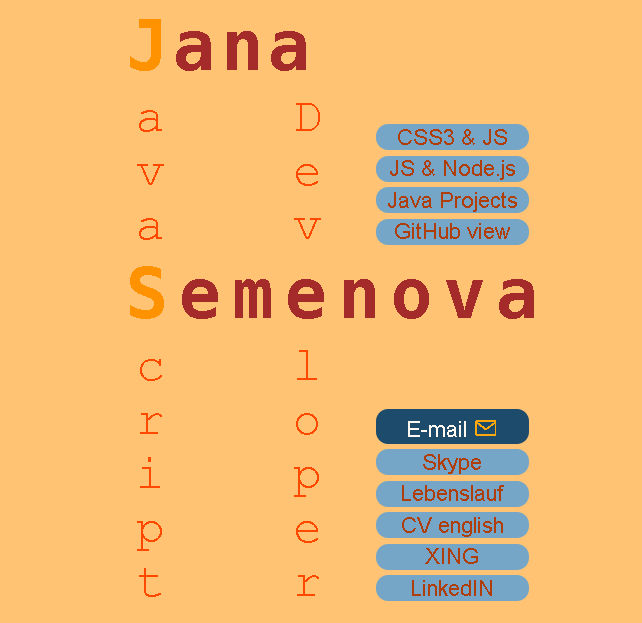 Jana
a D
v e
a v
CSS3 & JS
JS & Node.js
Java Projects
GitHub view
Semenova
c l
r o
i p
p e
t r
E-mail
Skype
Lebenslauf
CV english
XING
LinkedIN